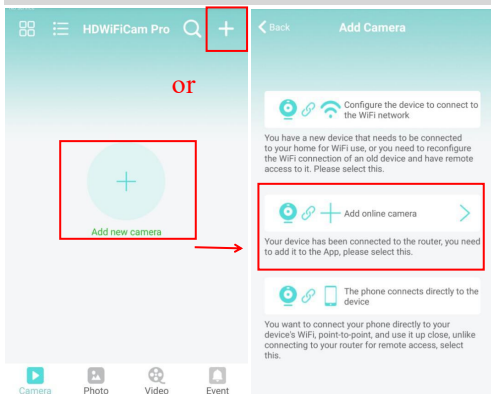 HDWiFiCam Pro
or
Add new camera
Camera
Photo
Video
Event
Back
Add Camera
Configure the device to connect to
the WiFi network
You have a new device that needs to be connected
to your home for WiFi use, or you need to reconfigure
the WiFi connection of an old device and have remote
access to it. Please select this.
Add online camera
Your device has been connected to the router, you need
to add it to the App, please select this.
The phone connects directly to the
device
You want to connect your phone directly to your
device's WiFi, point-to-point, and use it up close, unlike
connecting to your router for remote access, select
this.